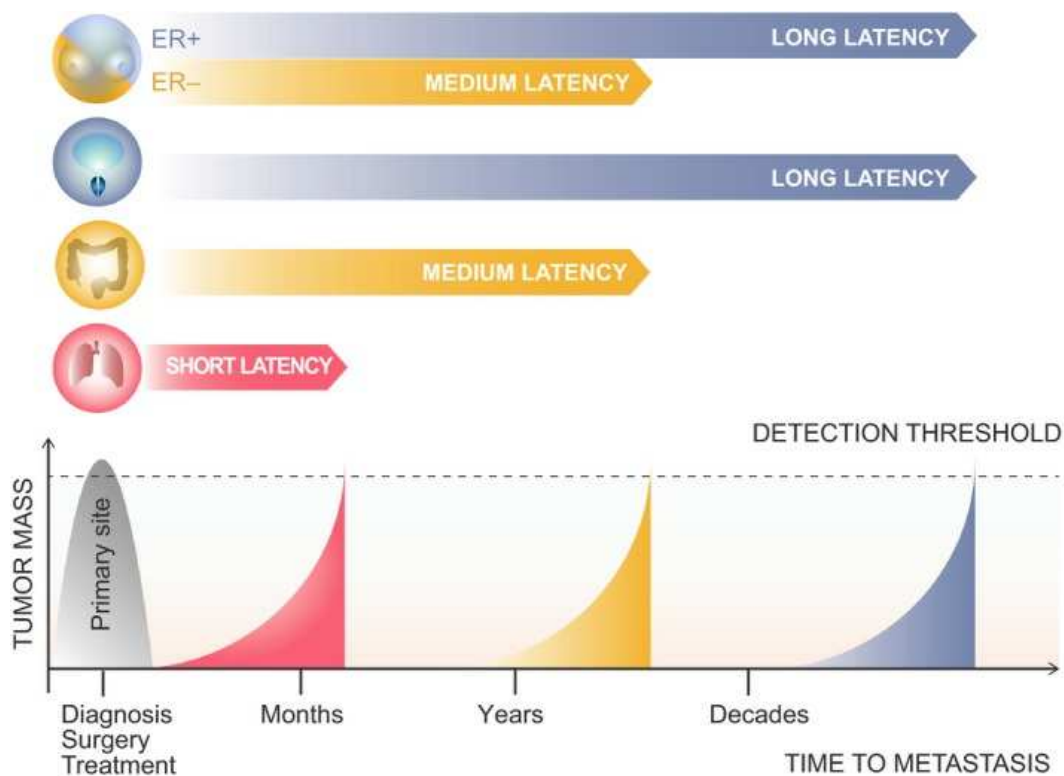 ER+
LONG LATENCY
ER–
MEDIUM LATENCY
LONG LATENCY
MEDIUM LATENCY
SHORT LATENCY
DETECTION THRESHOLD
TUMOR MASS
Primary site
Diagnosis
Surgery
Treatment
Months
Years
Decades
TIME TO METASTASIS